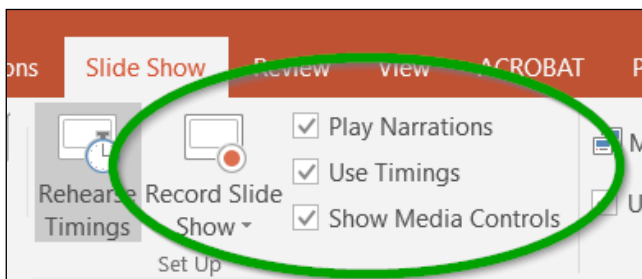 ons Slide Show Review View ACROBAT P
Rehearse Timings
Record Slide Show
Play Narrations
Use Timings
Show Media Controls
M
U
Set Up